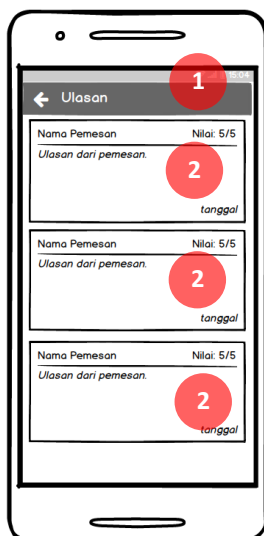 15:04
1
Ulasan
Nama Pemesan Nilai: 5/5
Ulasan dari pemesan.
2
tanggal
Nama Pemesan Nilai: 5/5
Ulasan dari pemesan.
2
tanggal
Nama Pemesan Nilai: 5/5
Ulasan dari pemesan.
2
tanggal